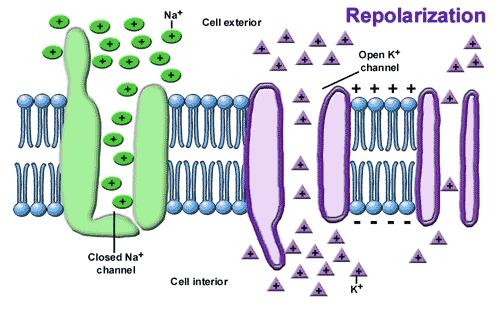 Repolarization
Na+
Cell exterior
Open K+
channel
+ + + +
- - - -
Closed Na+
channel
Cell interior
K+